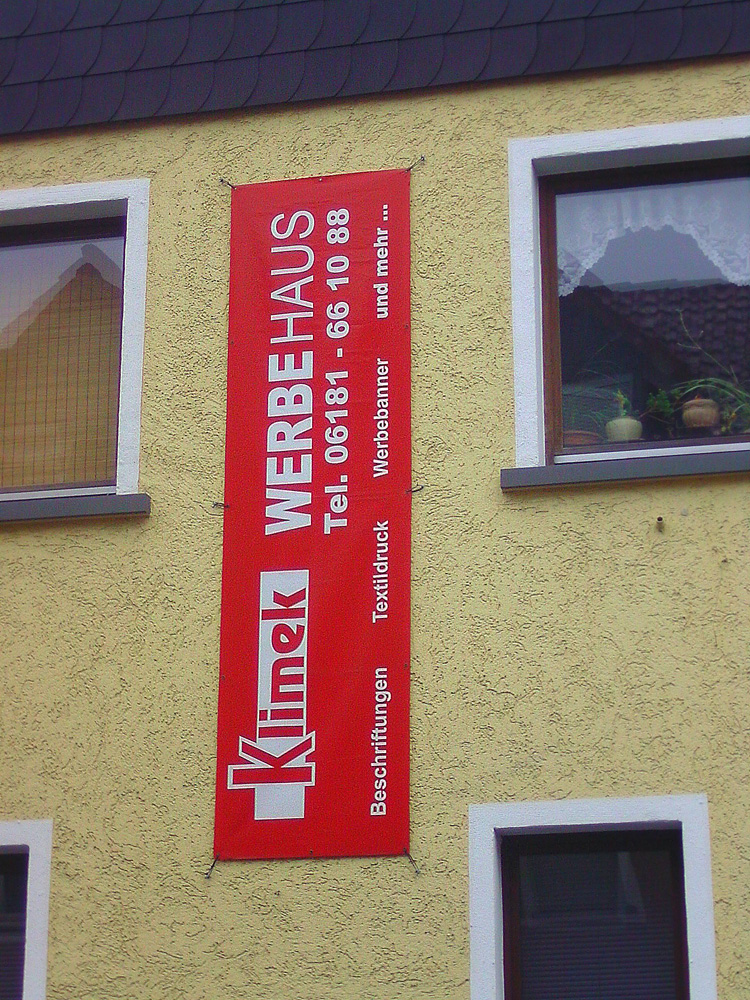 Klimek WERBEHAUS
Tel. 06181 - 66 10 88
Beschriftungen Textildruck Werbebanner und mehr ...